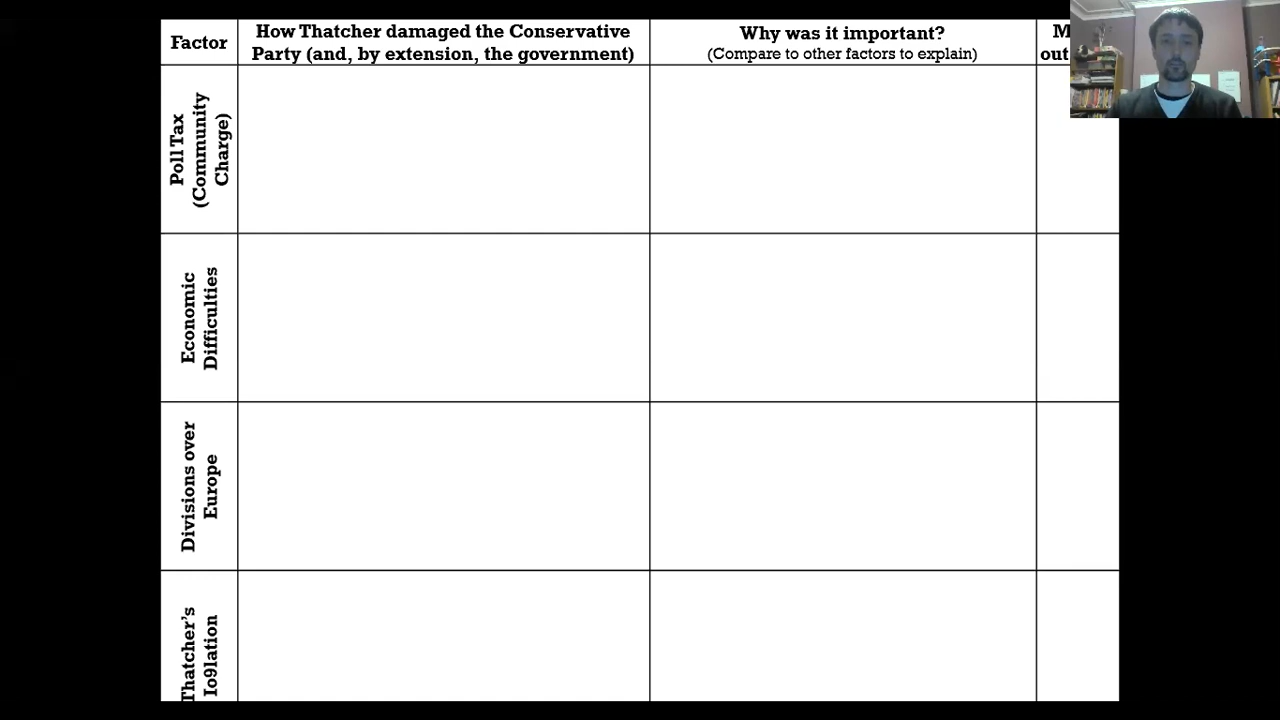 Factor
How Thatcher damaged the Conservative
Party (and, by extension, the government)
Why was it important?
(Compare to other factors to explain)
Poll Tax
(Community
Charge)
Economic
Difficulties
Divisions over
Europe
Thatcher's
Io9lation